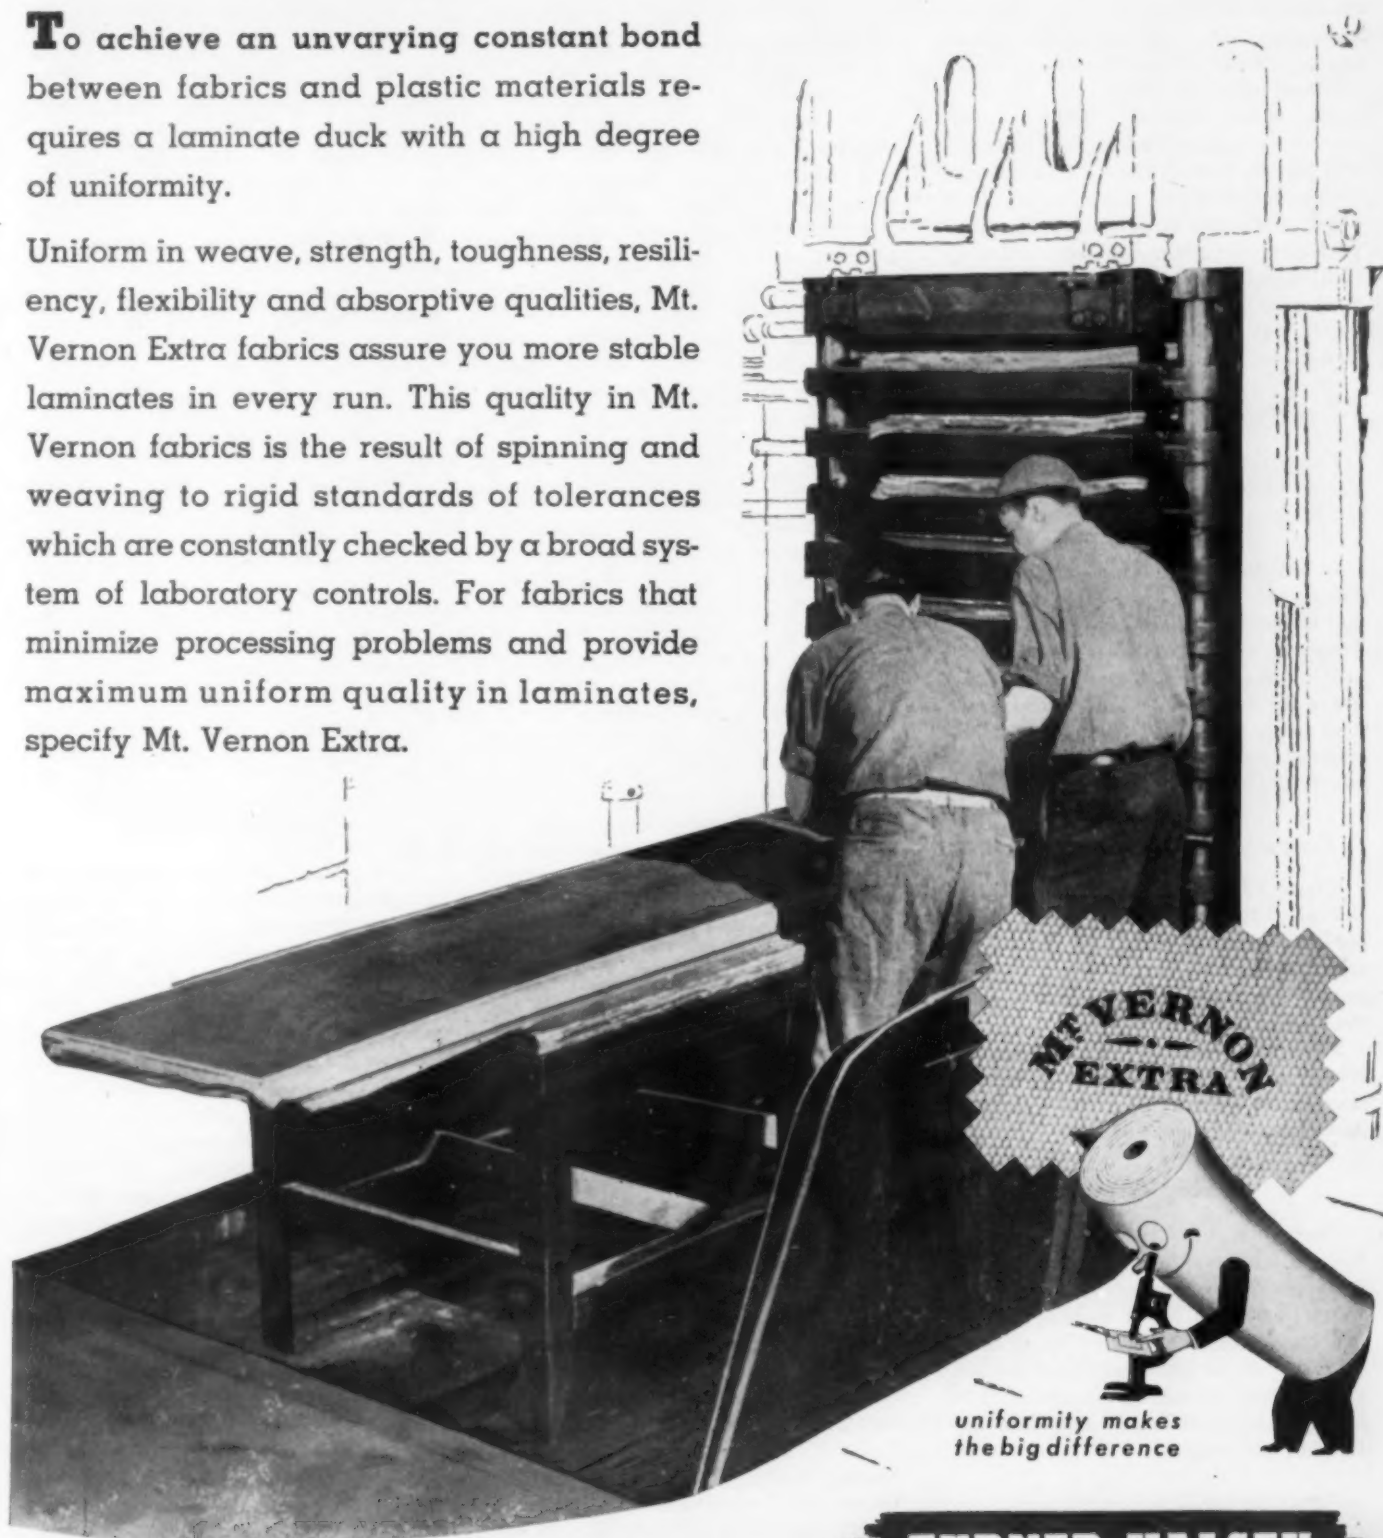 To achieve an unvarying constant bond
between fabrics and plastic materials re-
quires a laminate duck with a high degree
of uniformity.
Uniform in weave, strength, toughness, resili-
ency, flexibility and absorptive qualities, Mt.
Vernon Extra fabrics assure you more stable
laminates in every run. This quality in Mt.
Vernon fabrics is the result of spinning and
weaving to rigid standards of tolerances
which are constantly checked by a broad sys-
tem of laboratory controls. For fabrics that
minimize processing problems and provide
maximum uniform quality in laminates,
specify Mt. Vernon Extra.
MT. VERNON
EXTRA
uniformity makes
the big difference